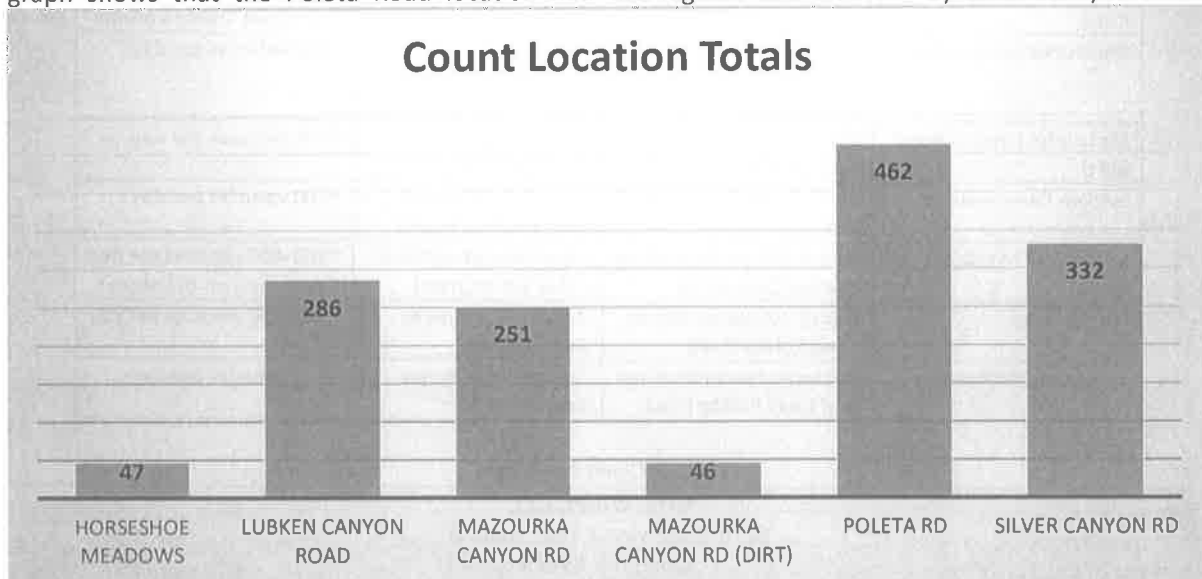 graph shows that the Poleta Road location
Count Location Totals
47
286
251
46
462
332
HORSESHOE MEADOWS
LUBKEN CANYON ROAD
MAZOURKA CANYON RD
MAZOURKA CANYON RD (DIRT)
POLETA RD
SILVER CANYON RD